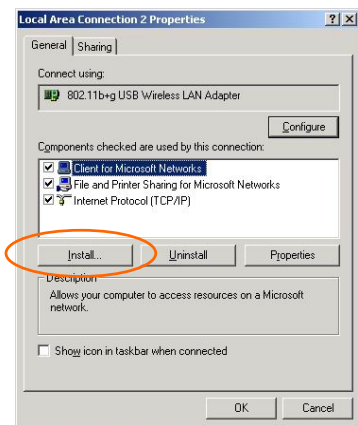 Local Area Connection 2 Properties
General Sharing
Connect using:
802.11b+g USB Wireless LAN Adapter
Configure
Components checked are used by this connection:
Client for Microsoft Networks
File and Printer Sharing for Microsoft Networks
Internet Protocol (TCP/IP)
Install... Uninstall Properties
Description
Allows your computer to access resources on a Microsoft
network.
Show icon in taskbar when connected
OK Cancel